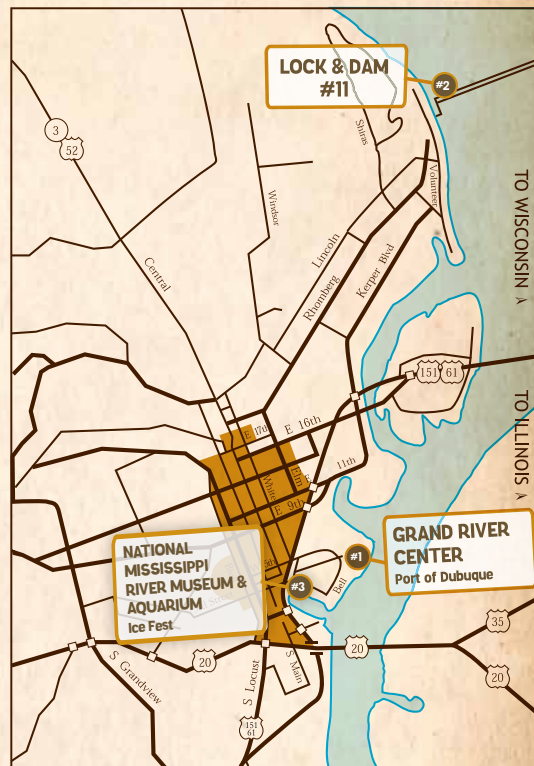 LOCK & DAM
#11
#2
3
52
Shiras
Volunteer
Windsor
TO WISCONSIN
Central
Lincoln
Rhomberg
Kerper Blvd
151
61
TO ILLINOIS
E 17th
E 16th
11th
Elm
White
E 9th
NATIONAL
MISSISSIPPI
RIVER MUSEUM &
AQUARIUM
Ice Fest
#3
#1
GRAND RIVER
CENTER
Port of Dubuque
Bell
35
20
20
20
S Grandview
S Locust
S Main
151
61